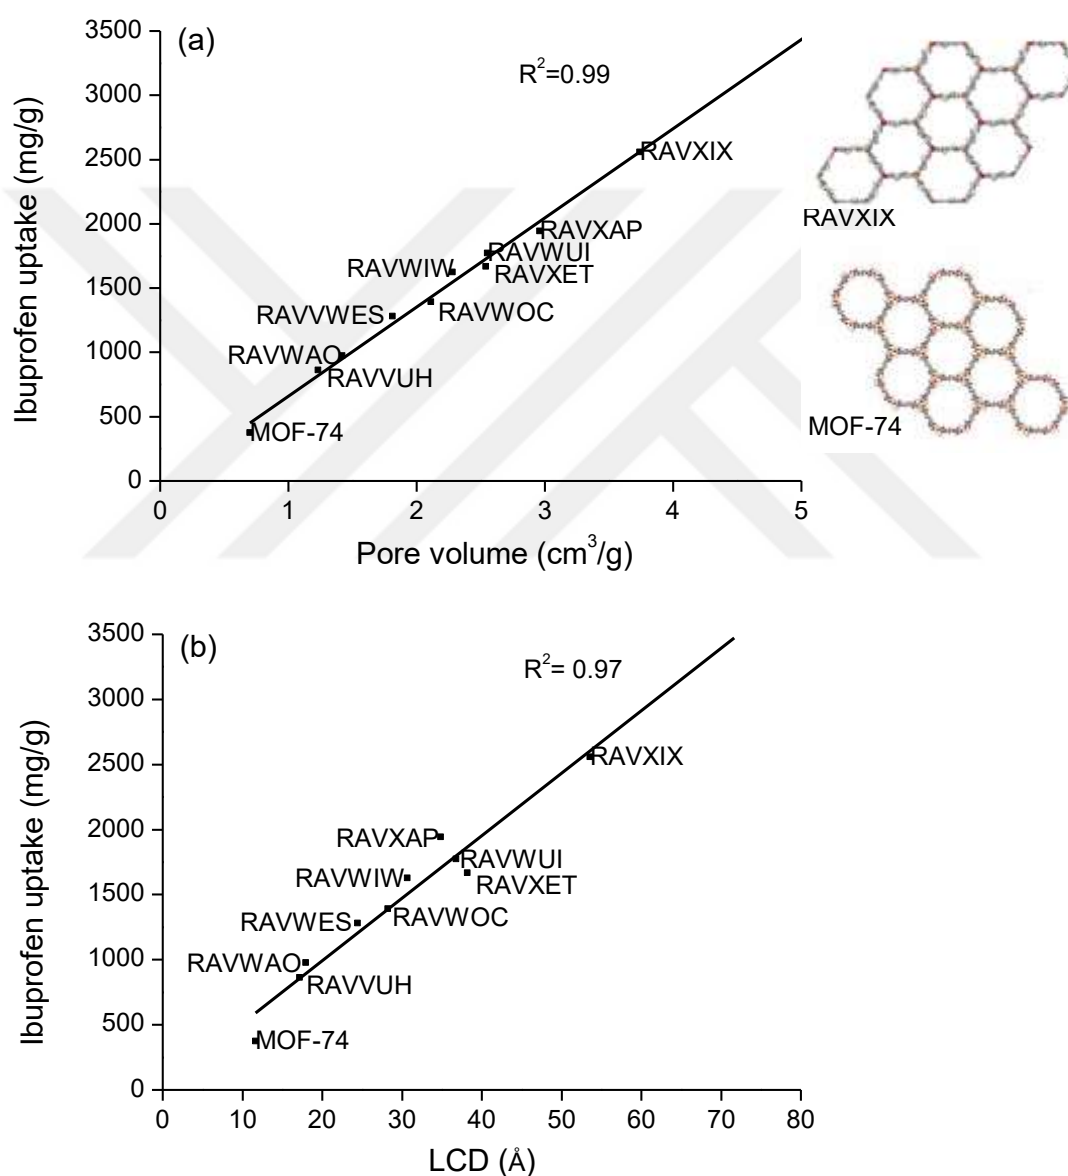 (a)
R²=0.99
3500
3000
2500
2000
1500
1000
500
0
Ibuprofen uptake (mg/g)
RAVXIX
RAVXAP
RAVWUI
RAVWIW
RAVXET
RAVVWES
RAVWOC
RAVWAO
RAVVUH
MOF-74
0 1 2 3 4 5
Pore volume (cm³/g)
RAVXIX
MOF-74
(b)
R²= 0.97
3500
3000
2500
2000
1500
1000
500
0
Ibuprofen uptake (mg/g)
RAVXIX
RAVXAP
RAVWUI
RAVWIW
RAVXET
RAVWES
RAVWOC
RAVWAO
RAVVUH
MOF-74
0 10 20 30 40 50 60 70 80
LCD (Å)